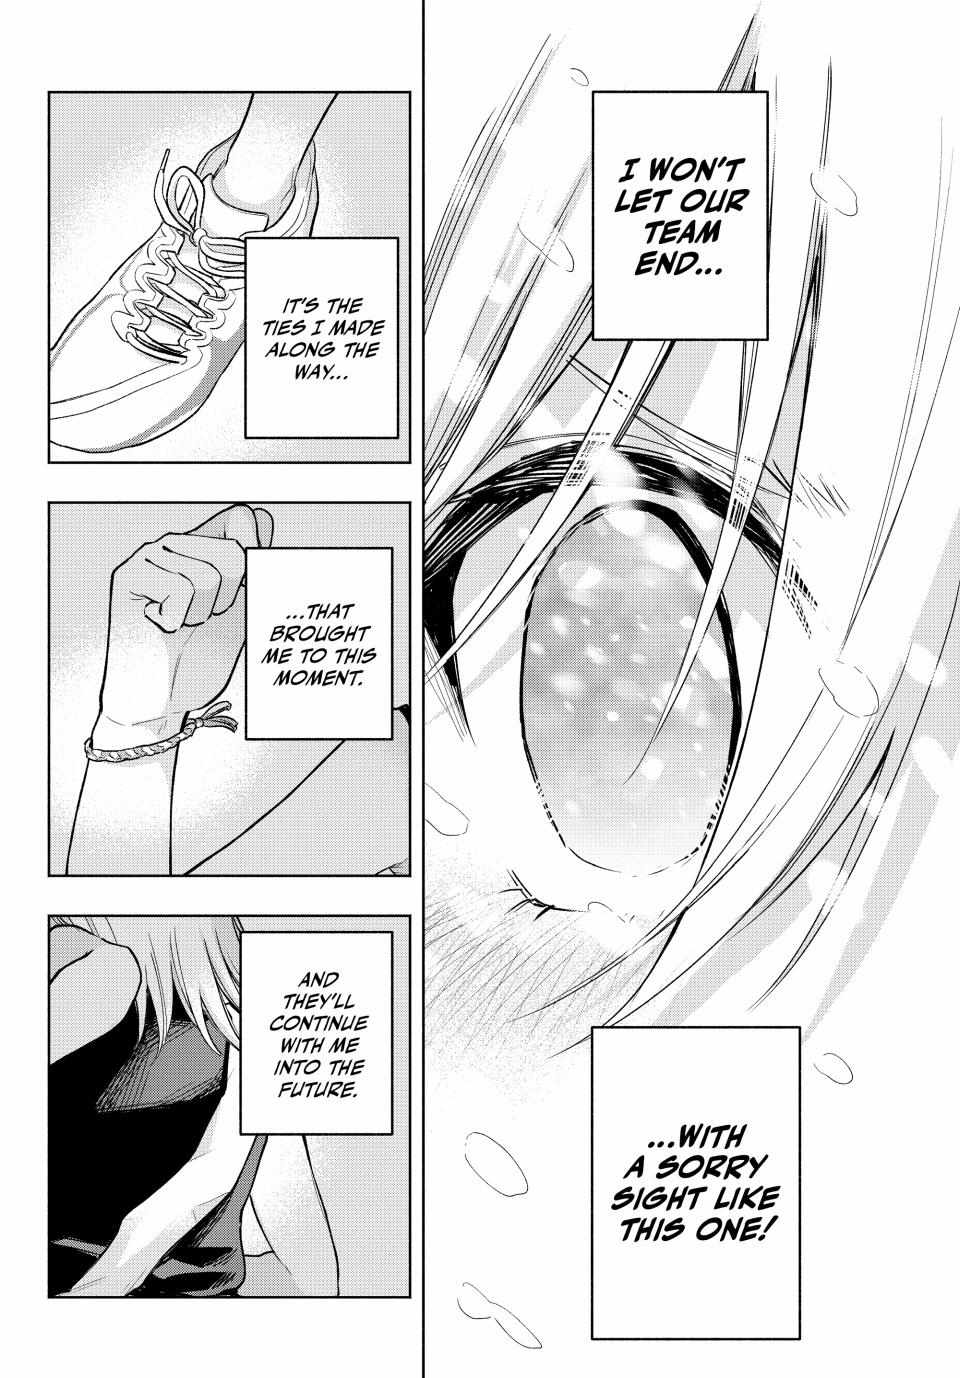 I WON'T
LET OUR
TEAM
END...
...WITH
A SORRY
SIGHT LIKE
THIS ONE!
IT'S THE
TIES I MADE
ALONG THE
WAY...
...THAT
BROUGHT
ME TO THIS
MOMENT.
AND
THEY'LL
CONTINUE
WITH ME
INTO THE
FUTURE.